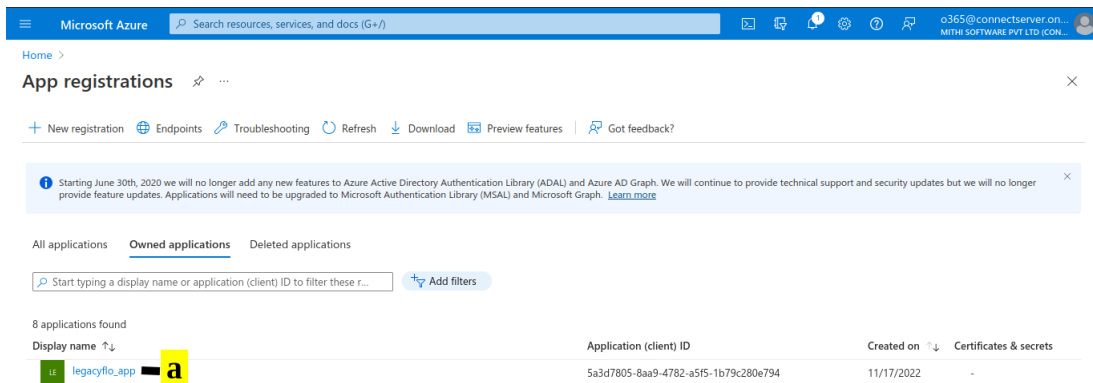 Microsoft Azure
Search resources, services, and docs (G+/)
1
o365@connectserver.on...
MITHI SOFTWARE PVT LTD (CON...
Home >
App registrations ...
New registration Endpoints Troubleshooting Refresh Download Preview features Got feedback?
Starting June 30th, 2020 we will no longer add any new features to Azure Active Directory Authentication Library (ADAL) and Azure AD Graph. We will continue to provide technical support and security updates but we will no longer
provide feature updates. Applications will need to be upgraded to Microsoft Authentication Library (MSAL) and Microsoft Graph. Learn more
All applications Owned applications Deleted applications
Start typing a display name or application (client) ID to filter these r...
Add filters
8 applications found
Display name Application (client) ID Created on Certificates & secrets
LE legacyflo_app a 5a3d7805-8aa9-4782-a5f5-1b79c280e794 11/17/2022 -